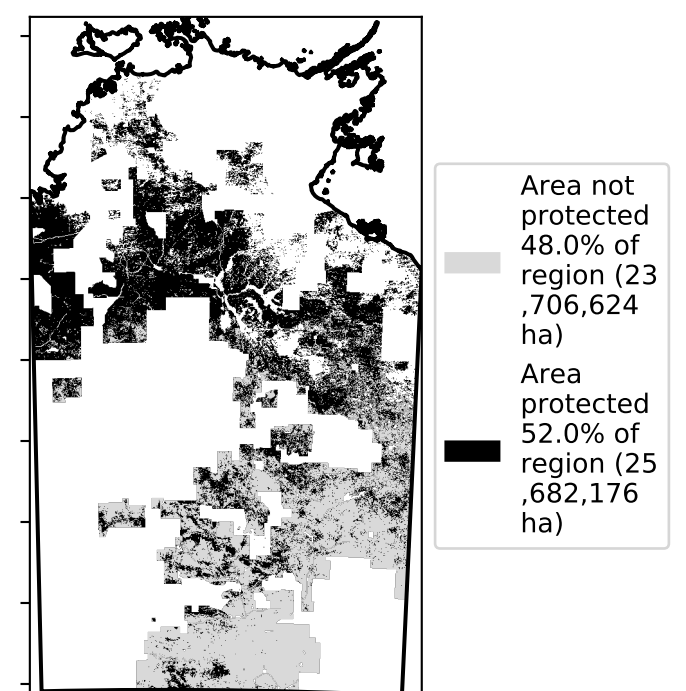 Area not
protected
48.0% of
region (23
,706,624
ha)
Area
protected
52.0% of
region (25
,682,176
ha)